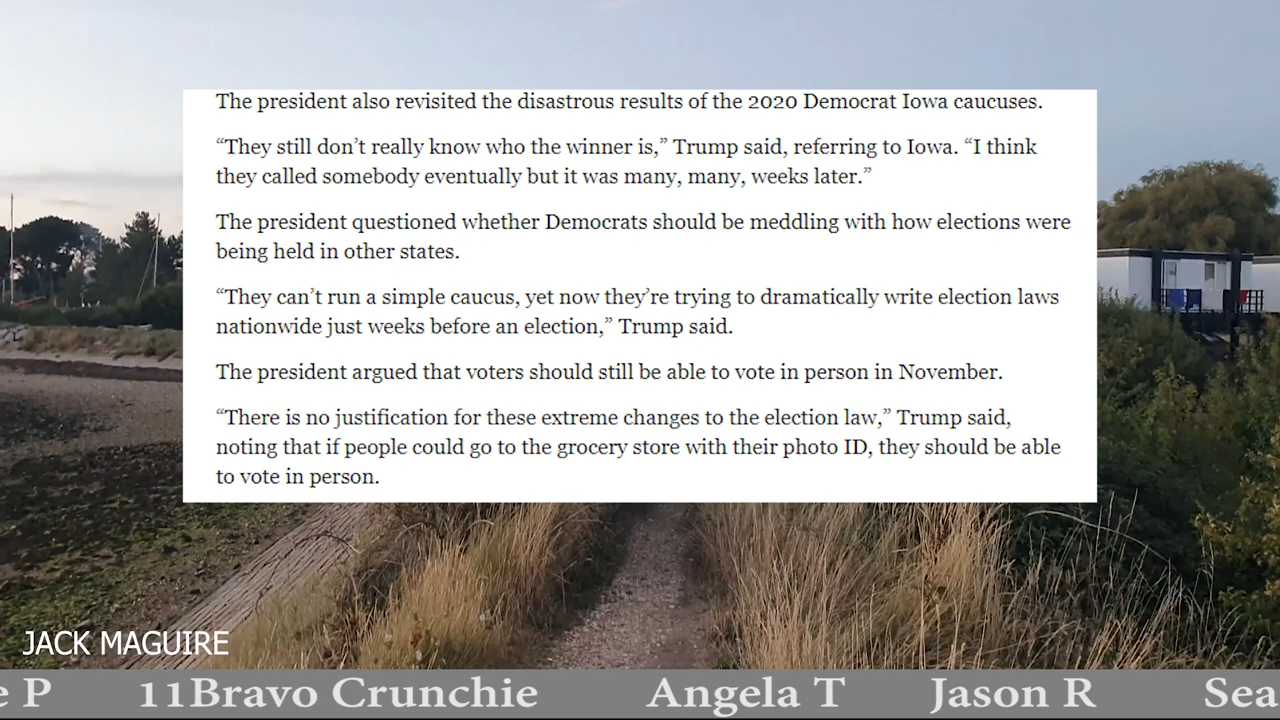 The president also revisited the disastrous results of the 2020 Democrat Iowa caucuses.
“They still don’t really know who the winner is,” Trump said, referring to Iowa. “I think
they called somebody eventually but it was many, many, weeks later.”
The president questioned whether Democrats should be meddling with how elections were
being held in other states.
“They can’t run a simple caucus, yet now they’re trying to dramatically write election laws
nationwide just weeks before an election,” Trump said.
The president argued that voters should still be able to vote in person in November.
“There is no justification for these extreme changes to the election law,” Trump said,
noting that if people could go to the grocery store with their photo ID, they should be able
to vote in person.
JACK MAGUIRE
e P 11Bravo Crunchie Angela T Jason R Sea